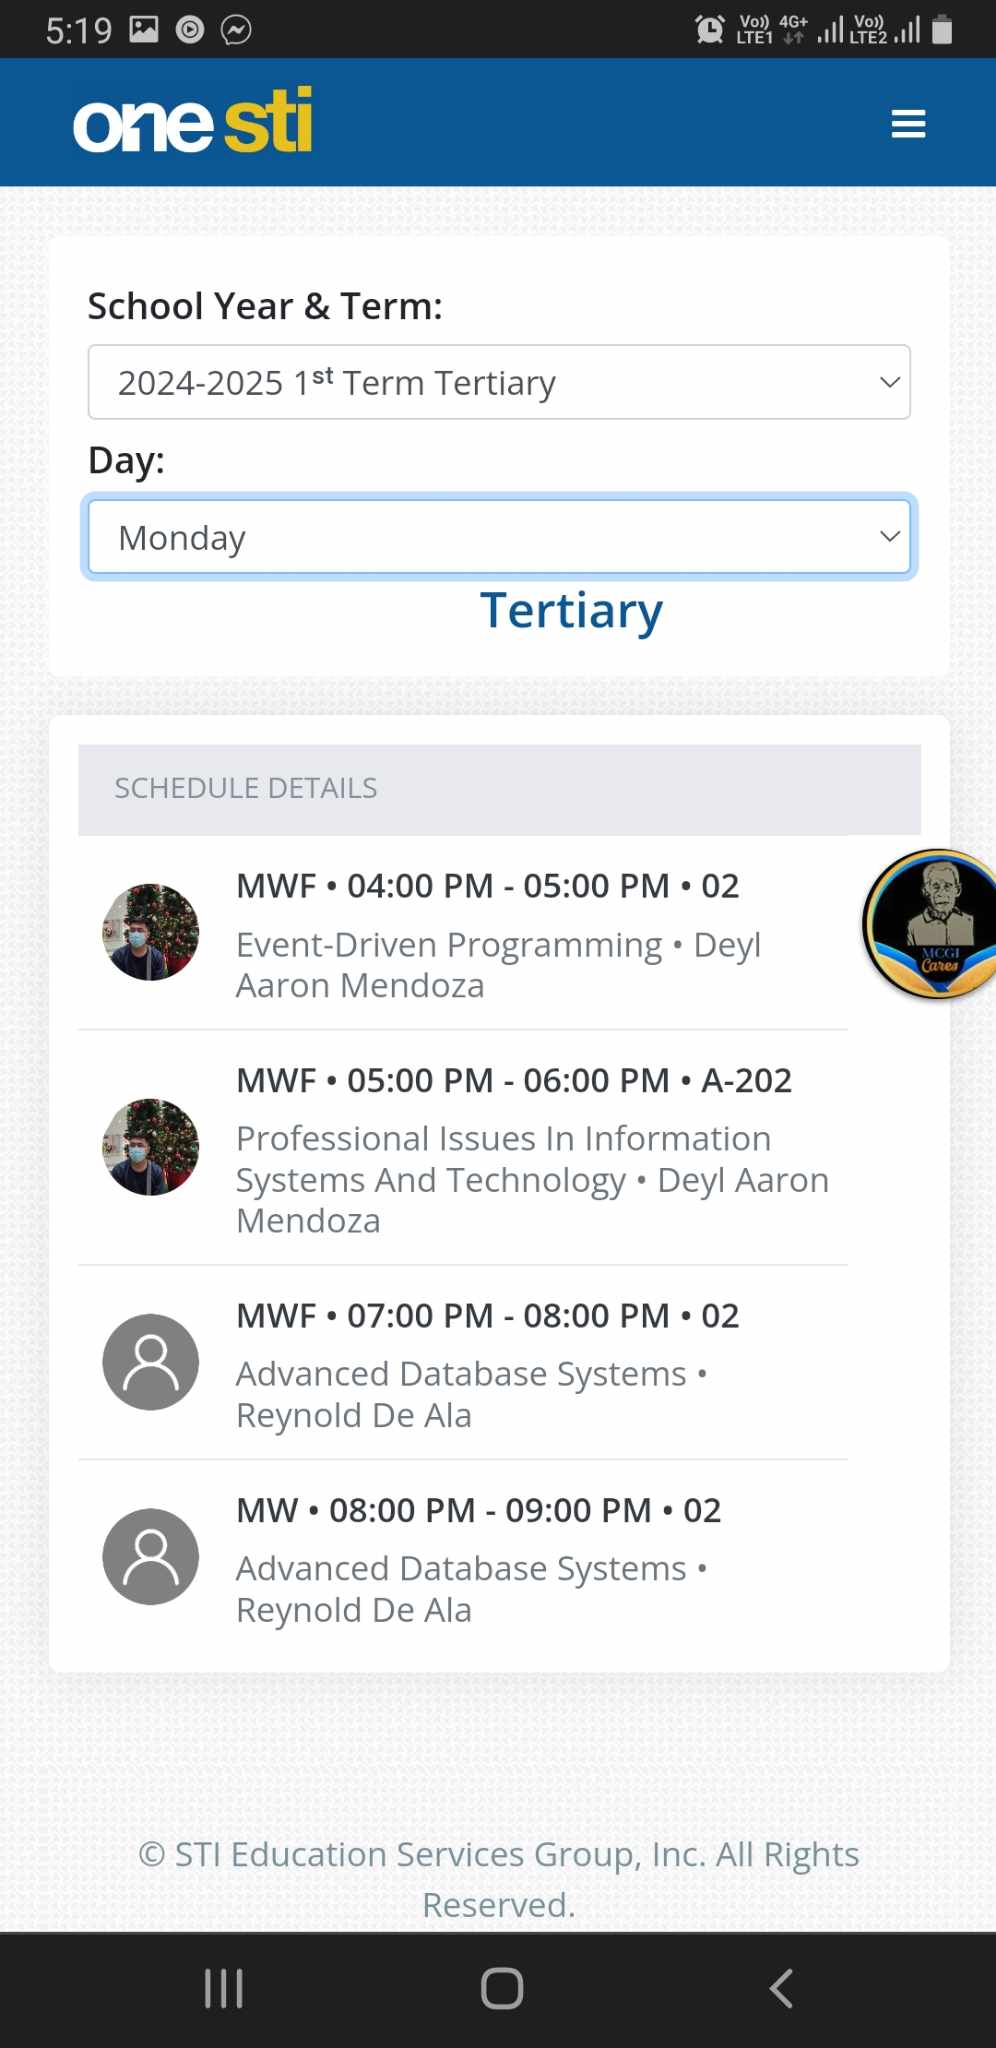 5:19 Vo)) LTE1 4G+ Vo)) LTE2
one sti
School Year & Term:
2024-2025 1st Term Tertiary
Day:
Monday
Tertiary
SCHEDULE DETAILS
MWF • 04:00 PM - 05:00 PM • 02
Event-Driven Programming • Deyl
Aaron Mendoza
MCGI
Cares
MWF • 05:00 PM - 06:00 PM • A-202
Professional Issues In Information
Systems And Technology • Deyl Aaron
Mendoza
MWF • 07:00 PM - 08:00 PM • 02
Advanced Database Systems •
Reynold De Ala
MW • 08:00 PM - 09:00 PM • 02
Advanced Database Systems •
Reynold De Ala
© STI Education Services Group, Inc. All Rights
Reserved.